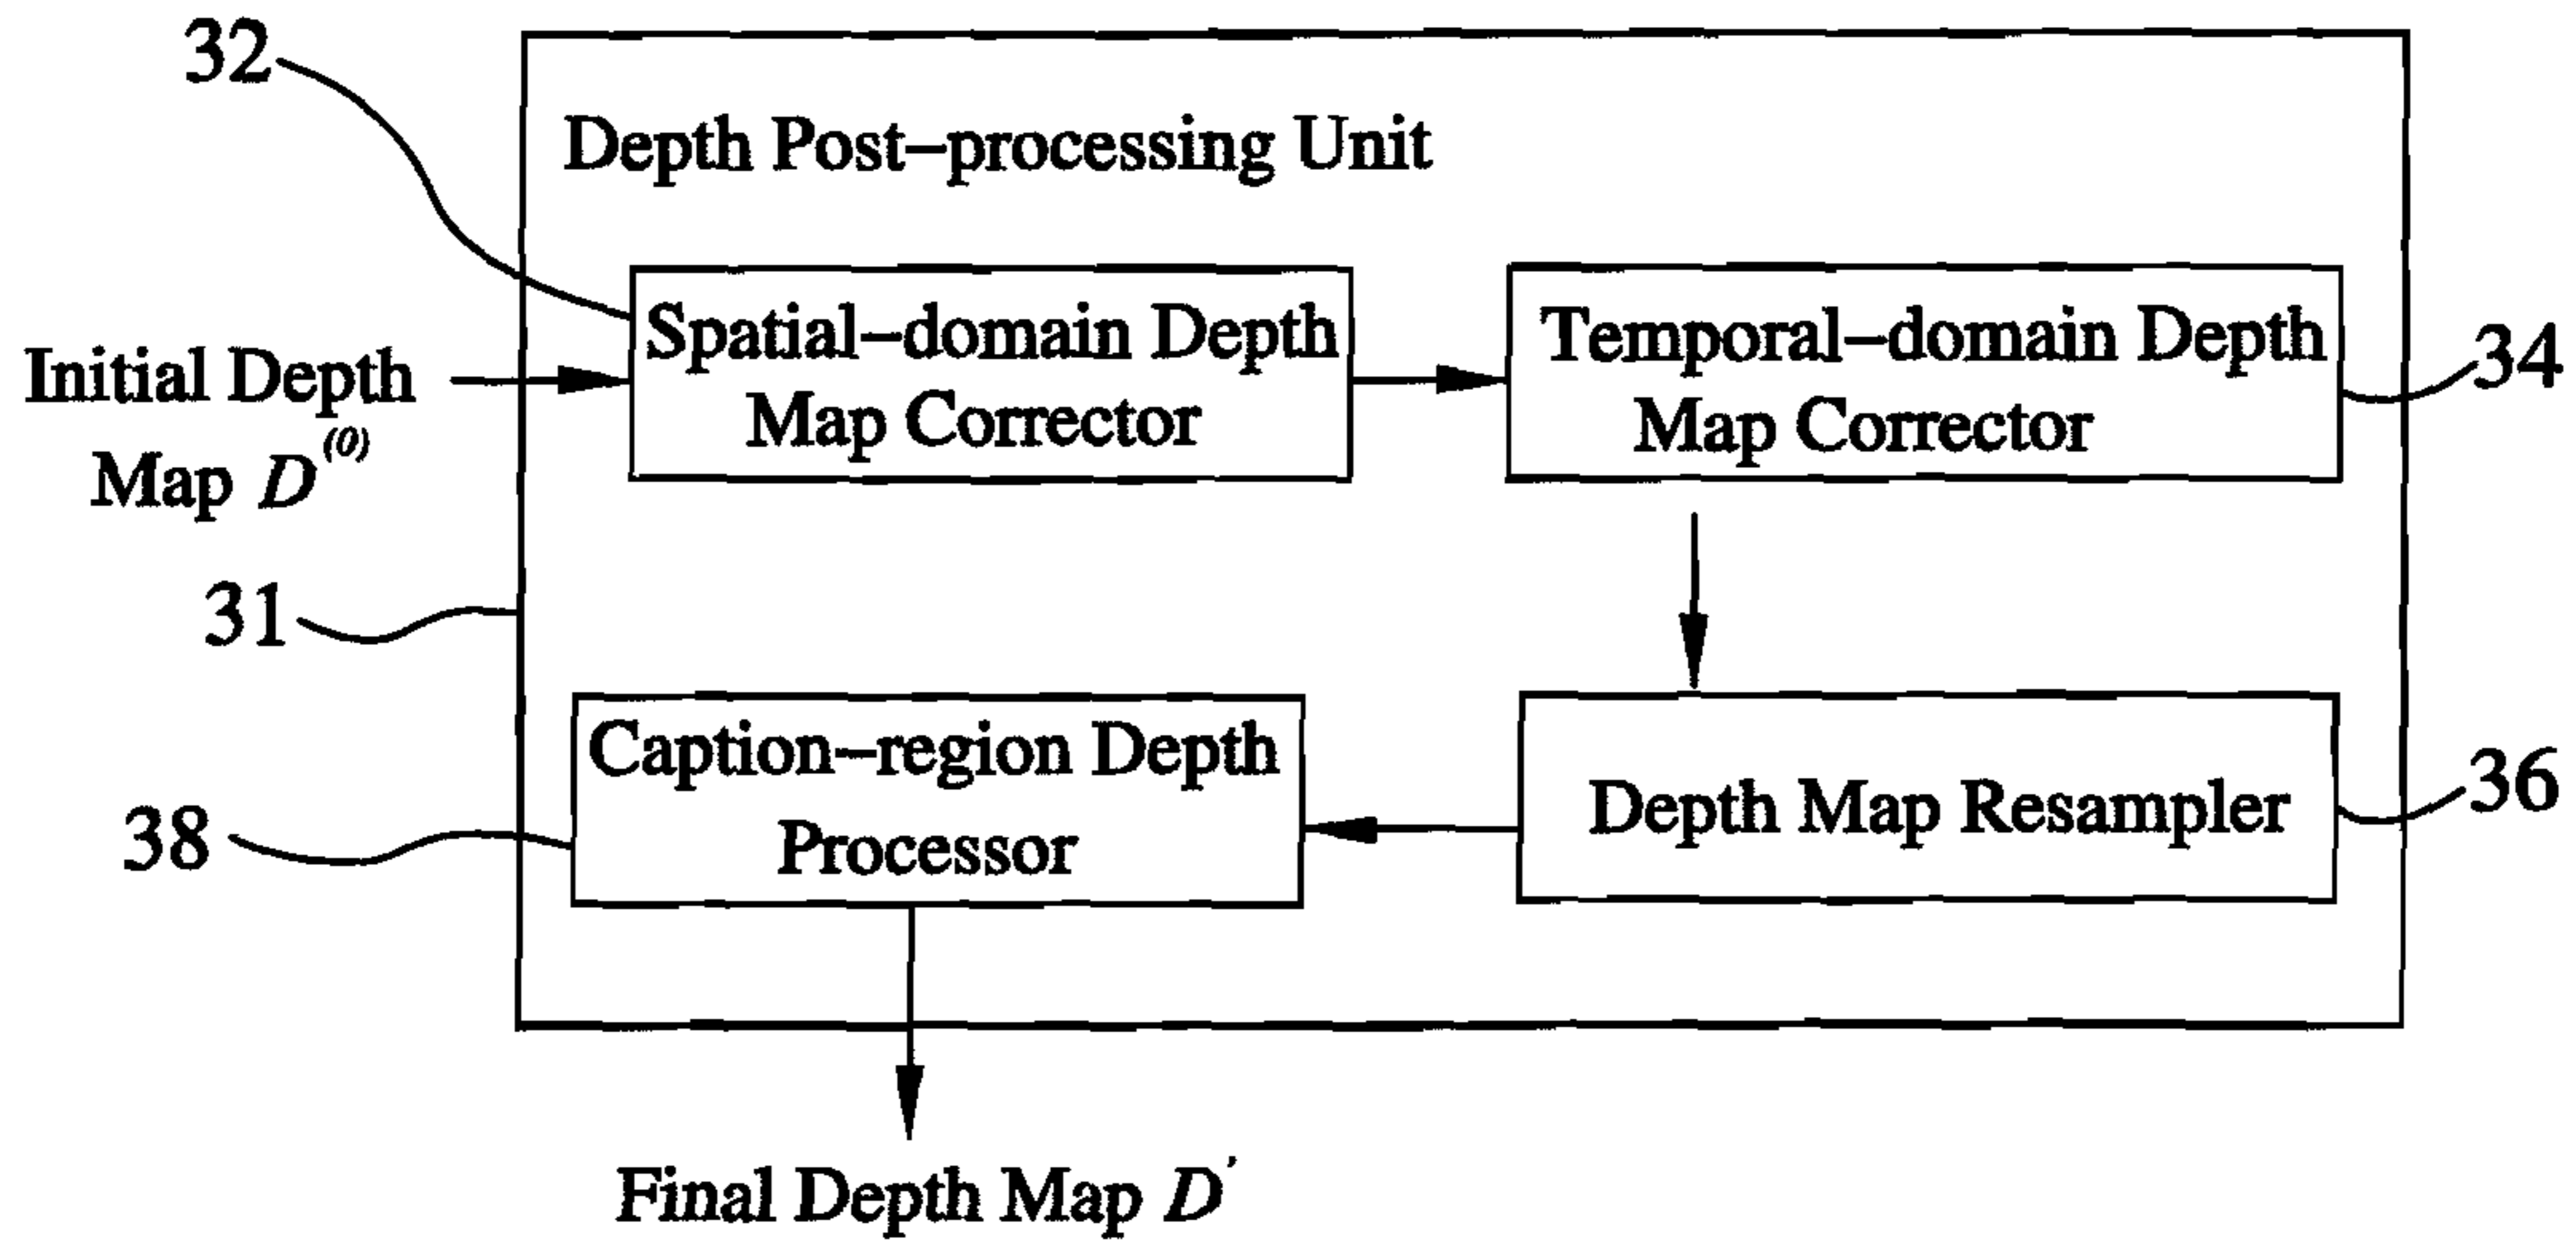 32
Depth Post-processing Unit
Initial Depth
Map D(0)
Spatial-domain Depth
Map Corrector
Temporal-domain Depth
Map Corrector
34
31
38
Caption-region Depth
Processor
Depth Map Resampler
36
Final Depth Map D'